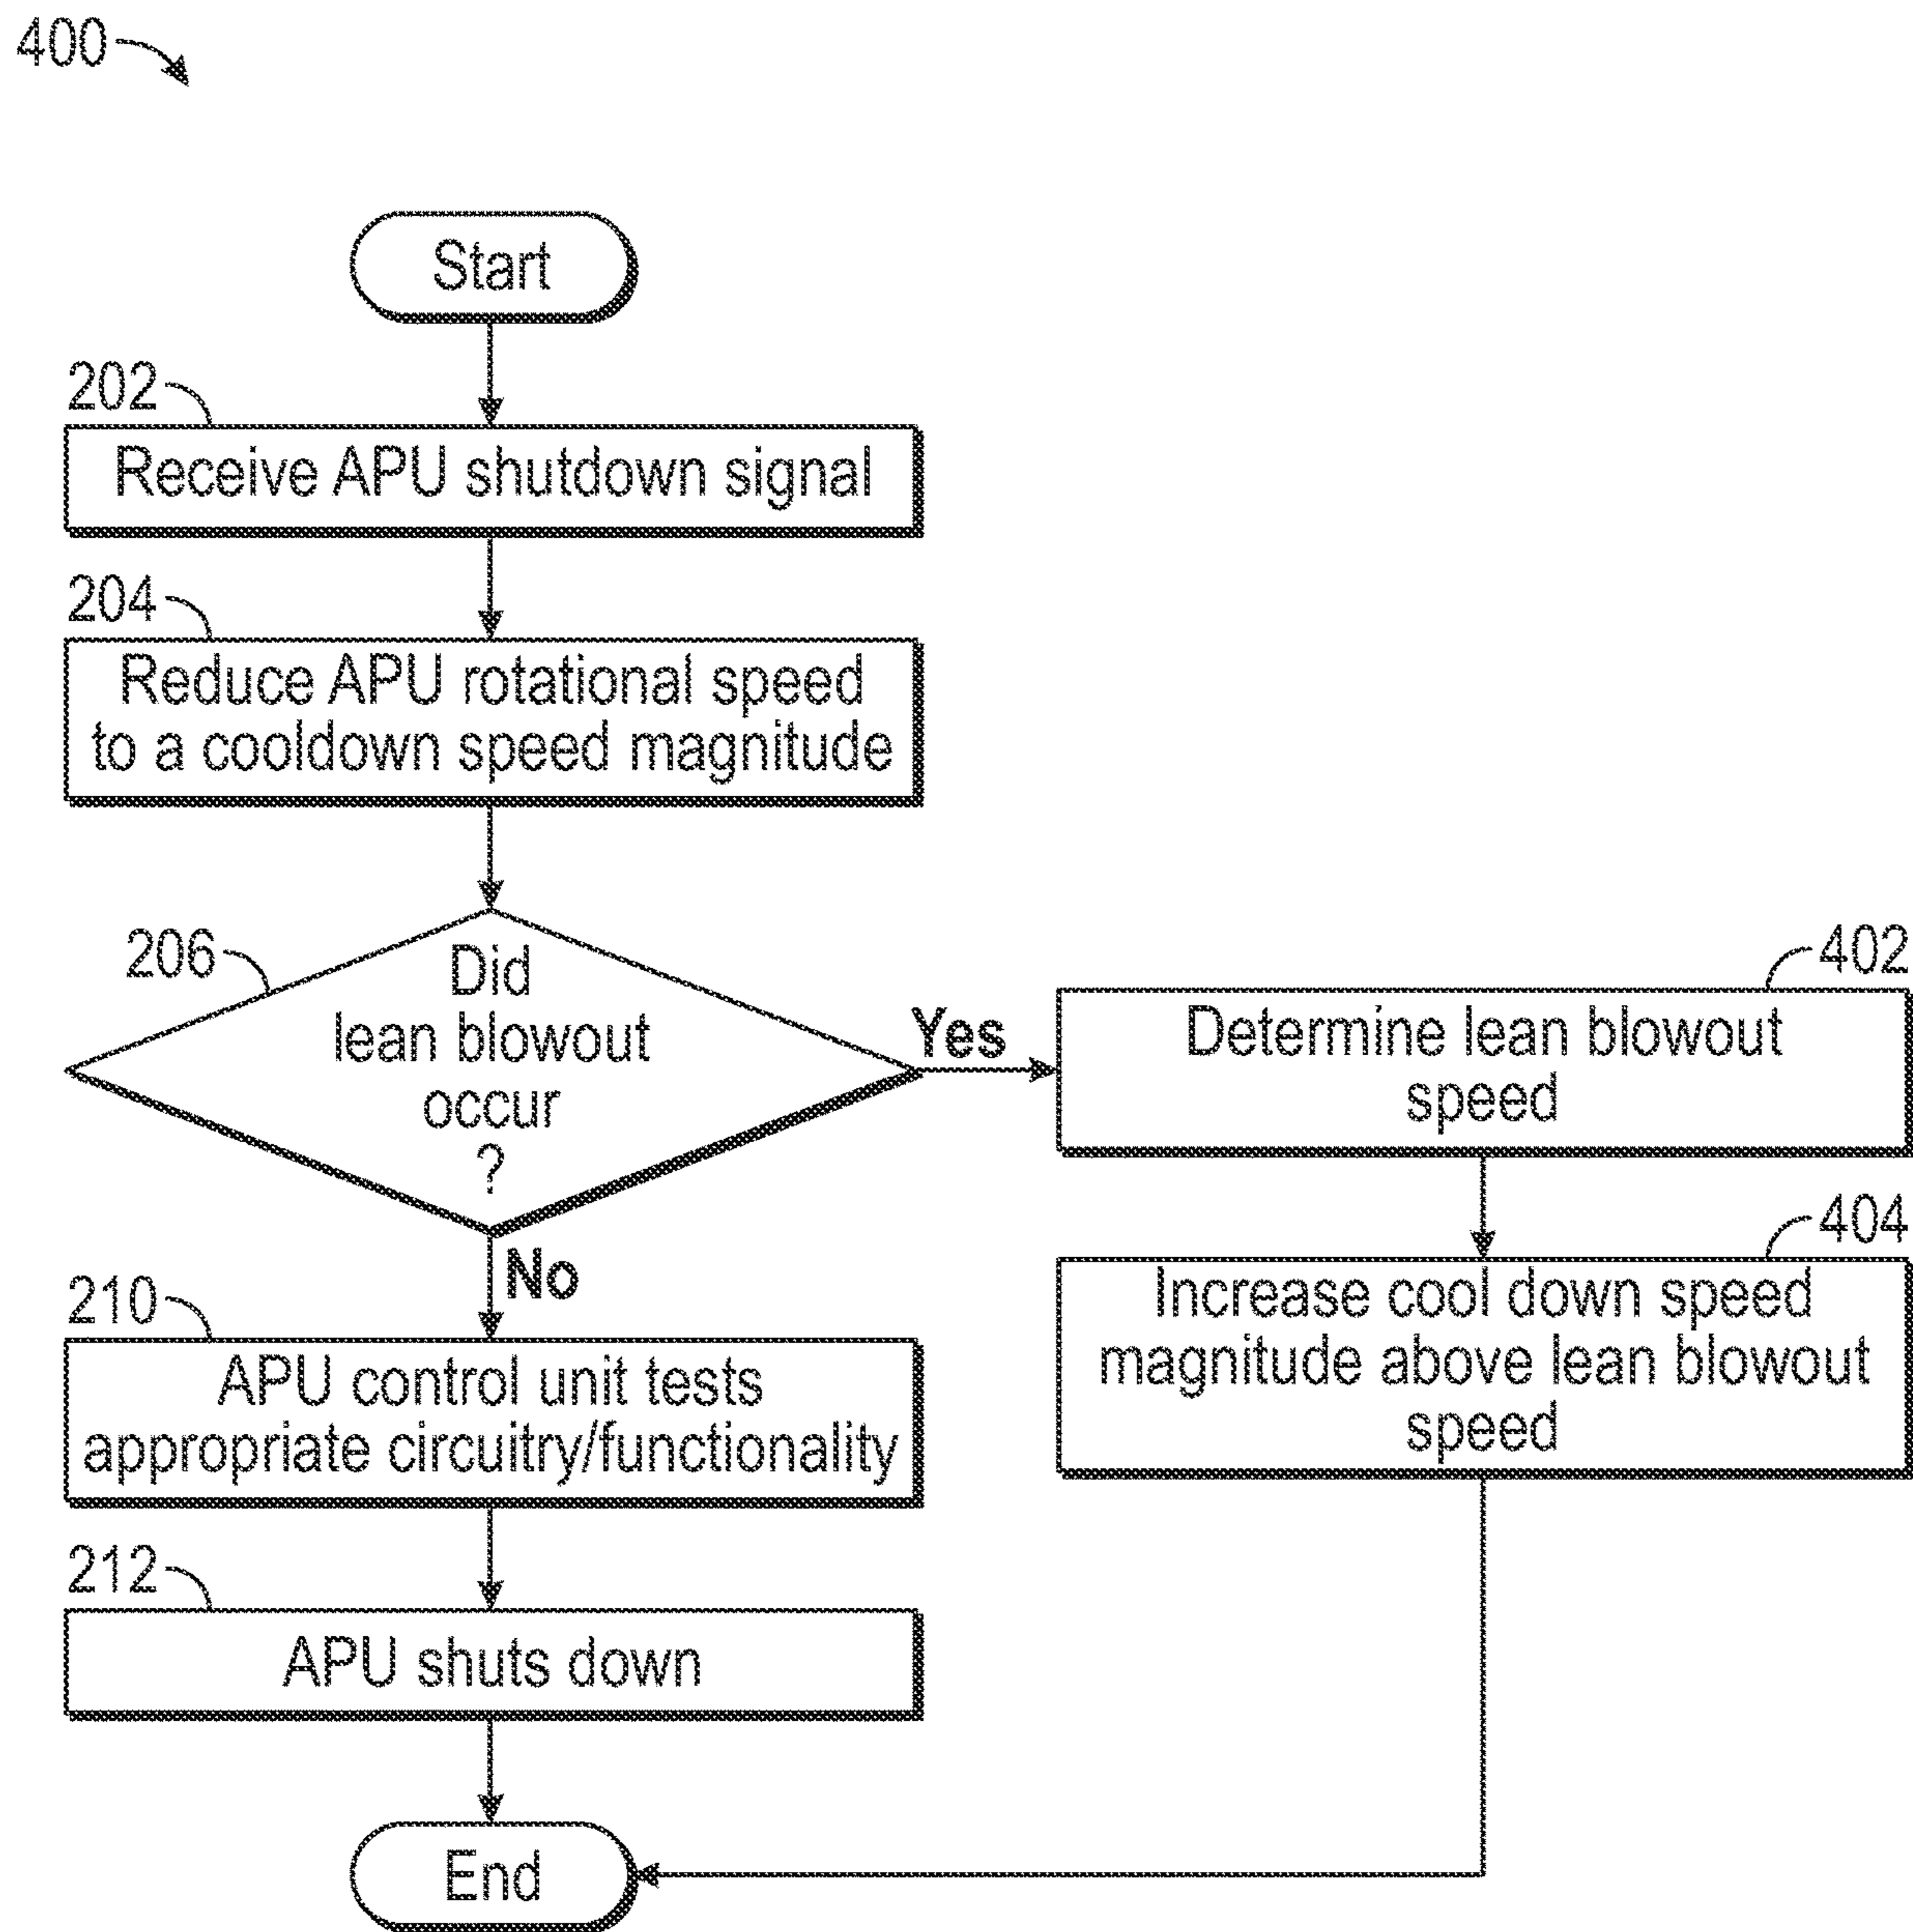 400
Start
202
Receive APU shutdown signal
204
Reduce APU rotational speed
to a cooldown speed magnitude
206
Did
lean blowout
occur
?
Yes
No
402
Determine lean blowout
speed
404
Increase cool down speed
magnitude above lean blowout
speed
210
APU control unit tests
appropriate circuitry/functionality
212
APU shuts down
End